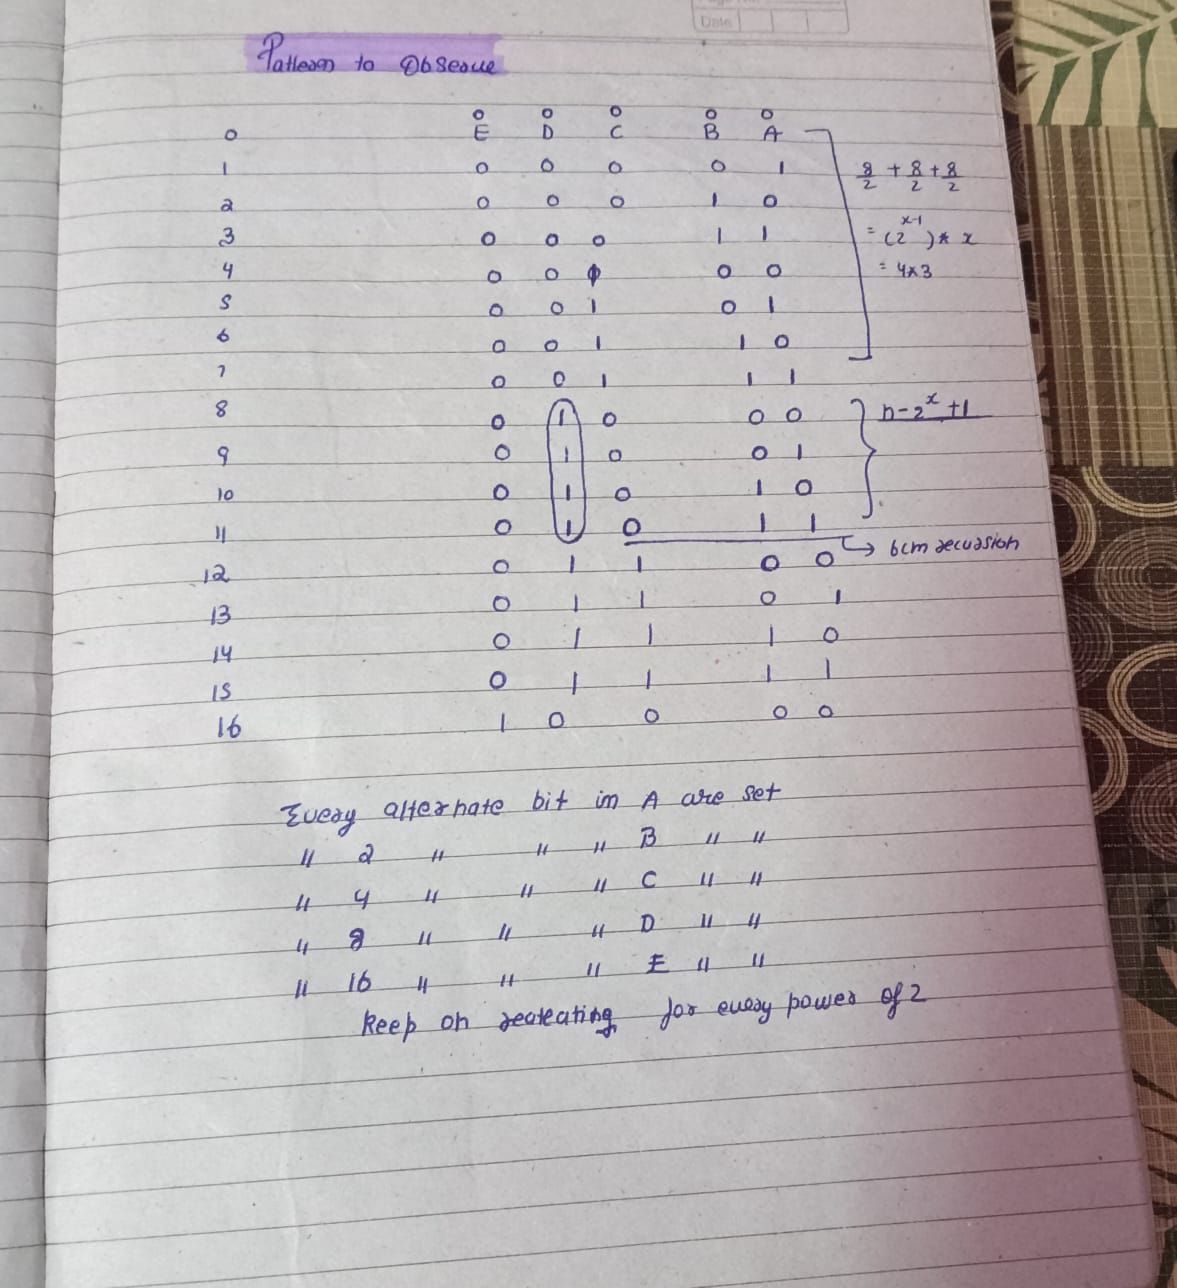 Date
Pattern to Observe
0 0 0 0 0
0 E D C B A
1 0 0 0 0 1 8/2 + 8/2 + 8/2
2 0 0 0 1 0
3 0 0 0 1 1 = (2^x-1) * x
4 0 0 0 0 = 4*3
5 0 0 1 0 1
6 0 0 1 1 0
7 0 0 1 1 1
8 0 1 0 0 0 n-2^x+1
9 0 1 0 0 1
10 0 1 0 1 0
11 0 1 0 1 1
→ recursion
12 0 1 1 0 0
13 0 1 1 0 1
14 0 1 1 1 0
15 0 1 1 1 1
16 1 0 0 0 0
Every alternate bit in A are set
" 2 " " " B " "
" 4 " " " C " "
" 8 " " " D " "
" 16 " " " E " "
Keep on for every power of 2